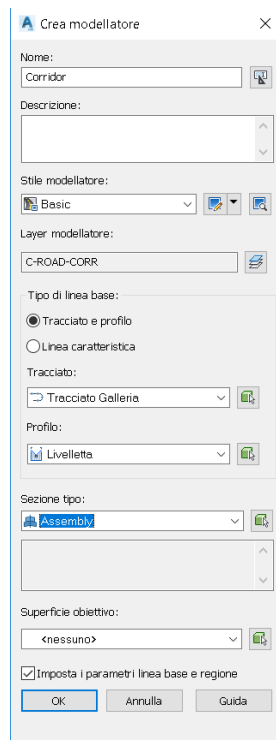 Crea modellatore
Nome:
Corridor
Descrizione:
Stile modellatore:
Basic
Layer modellatore:
C-ROAD-CORR
Tipo di linea base:
Tracciato e profilo
Linea caratteristica
Tracciato:
Tracciato Galleria
Profilo:
Livelletta
Sezione tipo:
Assembly
Superficie obiettivo:
<nessuno>
Imposta i parametri linea base e regione
OK Annulla Guida